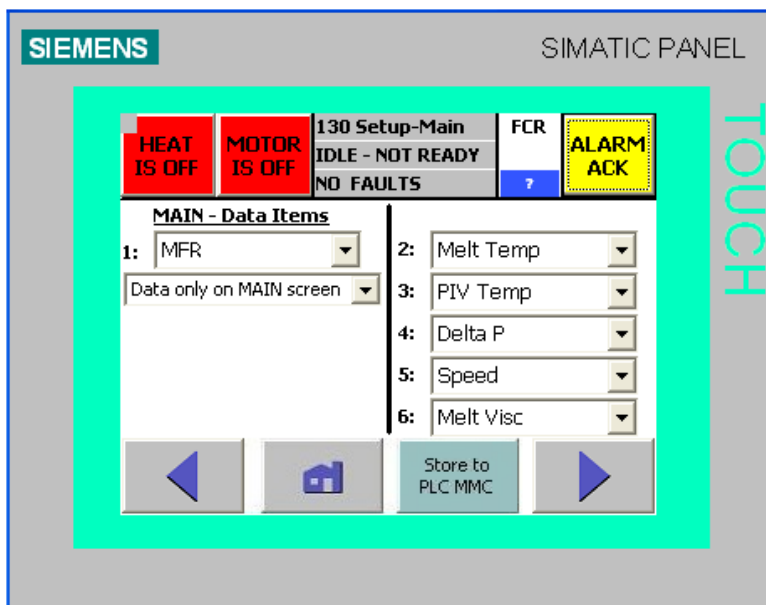 SIEMENS
SIMATIC PANEL
TOUCH
HEAT
IS OFF
MOTOR
IS OFF
130 Setup-Main
IDLE - NOT READY
NO FAULTS
FCR
?
ALARM
ACK
MAIN - Data Items
1: MFR
Data only on MAIN screen
2: Melt Temp
3: PIV Temp
4: Delta P
5: Speed
6: Melt Visc
Store to
PLC MMC